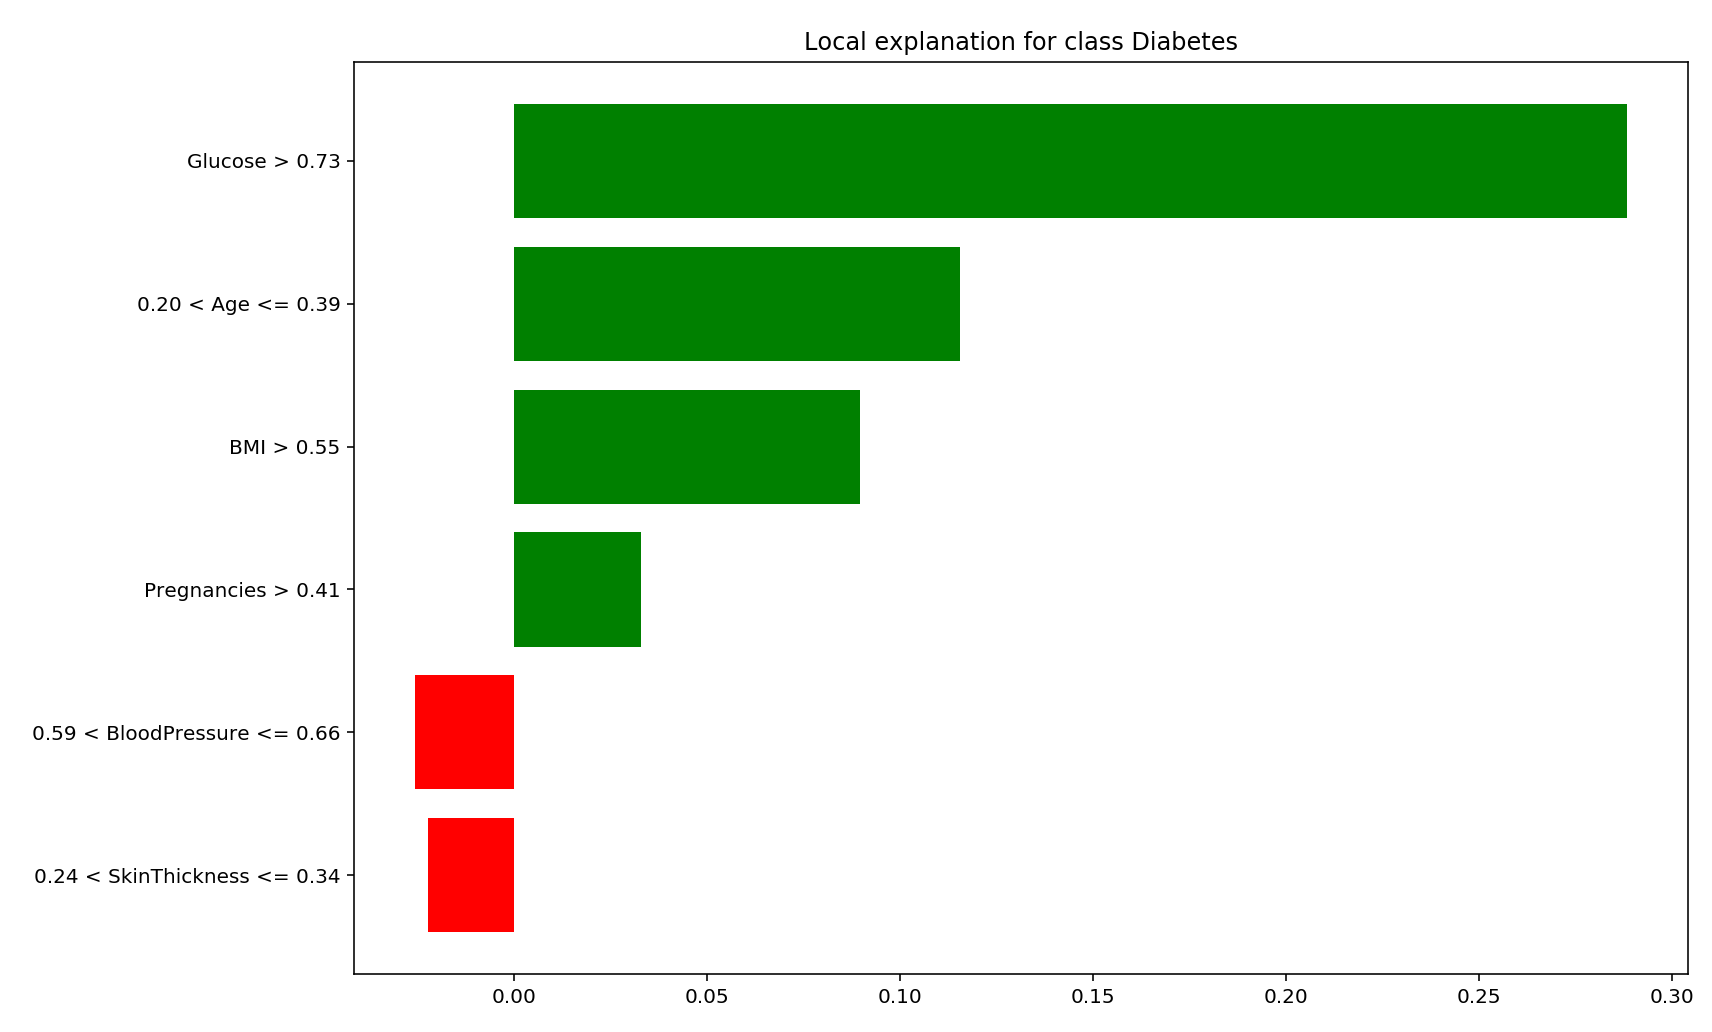 Local explanation for class Diabetes
Glucose > 0.73
0.20 < Age <= 0.39
BMI > 0.55
Pregnancies > 0.41
0.59 < BloodPressure <= 0.66
0.24 < SkinThickness <= 0.34
0.00 0.05 0.10 0.15 0.20 0.25 0.30